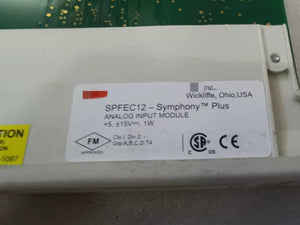 inc.
Wickliffe, Ohio, USA
SPFEC12 – Symphony™ Plus
ANALOG INPUT MODULE
+5, ±15V⎓, 1W
FM
APPROVED
Cls I, Div 2:
Grp A,B,C,D T4
C US
CE
-1087